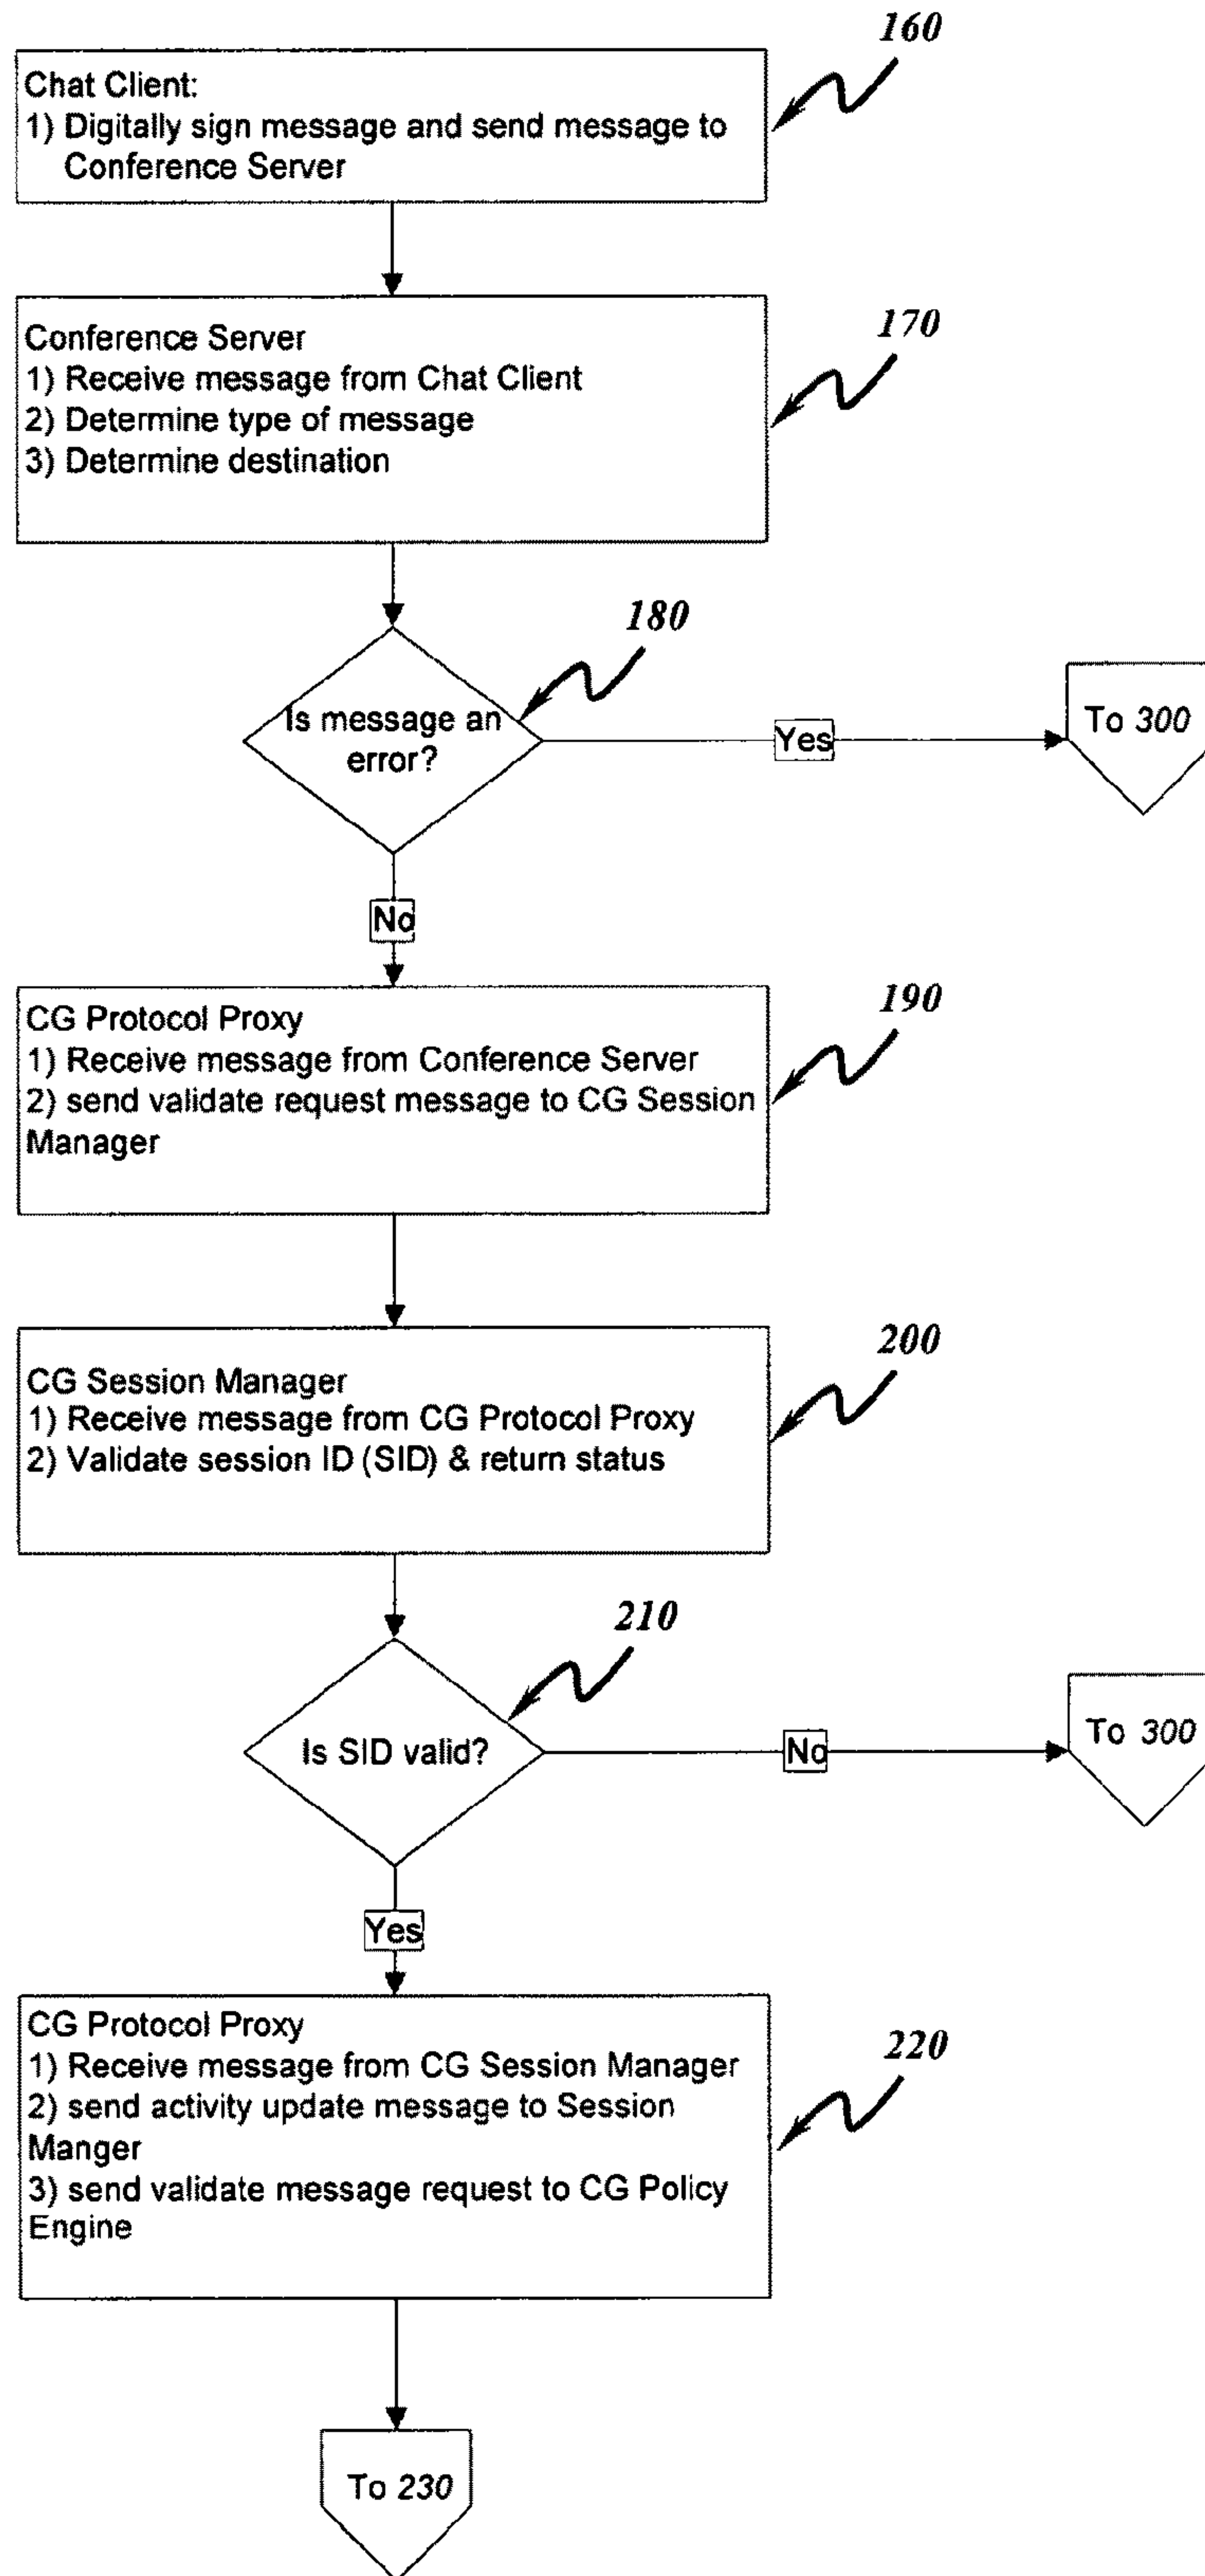 160
Chat Client:
1) Digitally sign message and send message to
Conference Server
170
Conference Server
1) Receive message from Chat Client
2) Determine type of message
3) Determine destination
180
Is message an
error?
Yes
To 300
No
190
CG Protocol Proxy
1) Receive message from Conference Server
2) send validate request message to CG Session
Manager
200
CG Session Manager
1) Receive message from CG Protocol Proxy
2) Validate session ID (SID) & return status
210
Is SID valid?
No
To 300
Yes
220
CG Protocol Proxy
1) Receive message from CG Session Manager
2) send activity update message to Session
Manger
3) send validate message request to CG Policy
Engine
To 230